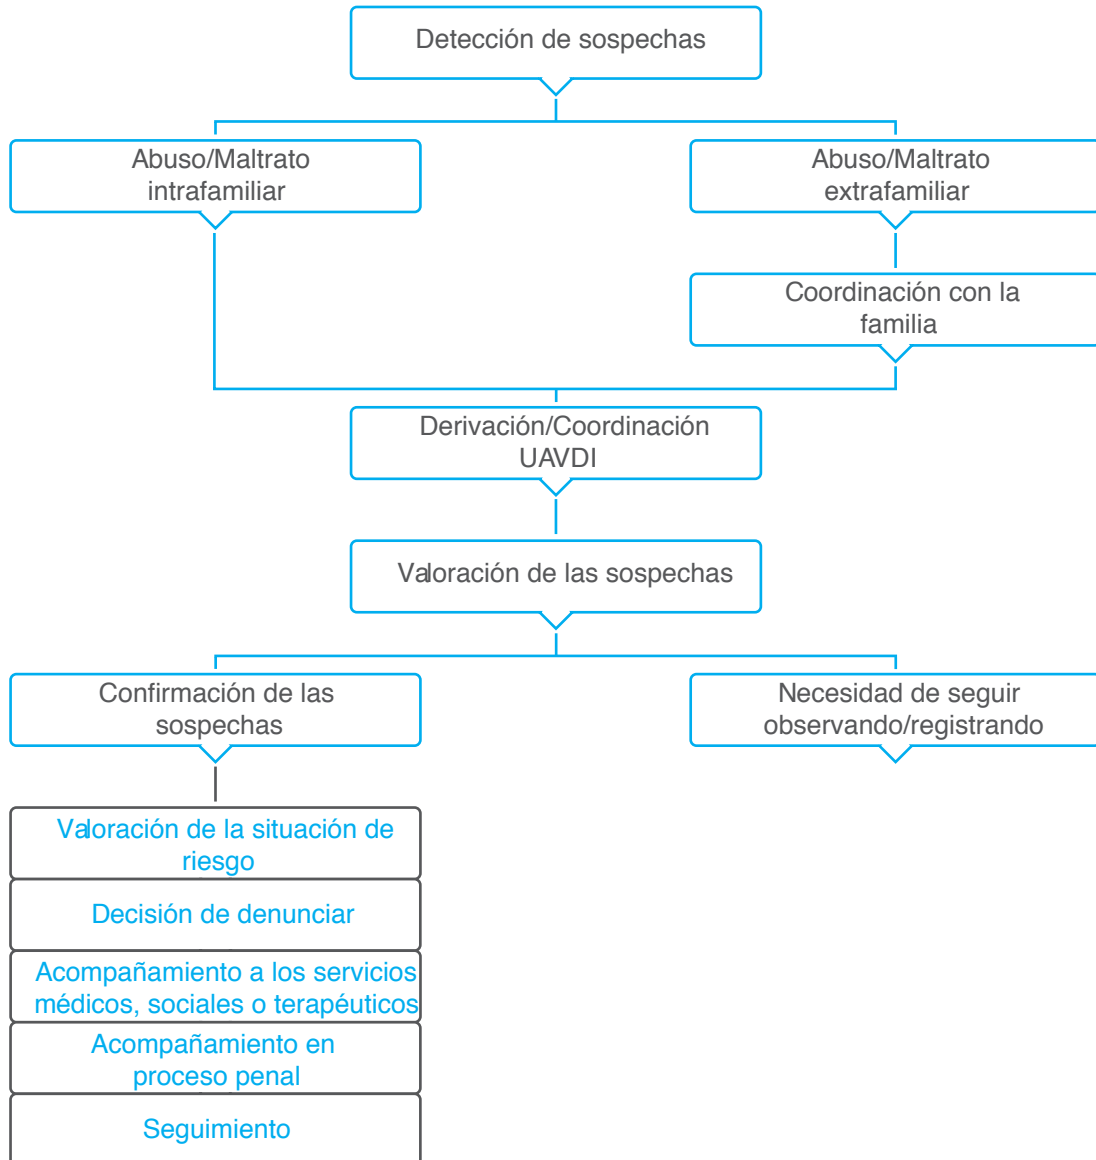 Detección de sospechas
Abuso/Maltrato
intrafamiliar
Abuso/Maltrato
extrafamiliar
Coordinación con la
familia
Derivación/Coordinación
UAVDI
Valoración de las sospechas
Confirmación de las
sospechas
Necesidad de seguir
observando/registrando
Valoración de la situación de
riesgo
Decisión de denunciar
Acompañamiento a los servicios
médicos, sociales o terapéuticos
Acompañamiento en
proceso penal
Seguimiento